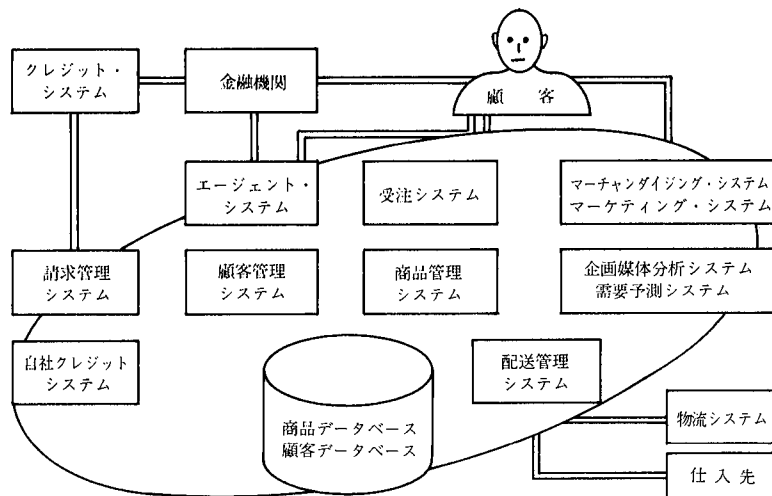 クレジット・
システム
金融機関
顧客
エージェント・
システム
受注システム
マーチャンダイジング・システム
マーケティング・システム
請求管理
システム
顧客管理
システム
商品管理
システム
企画媒体分析システム
需要予測システム
自社クレジット
システム
商品データベース
顧客データベース
配送管理
システム
物流システム
仕入先